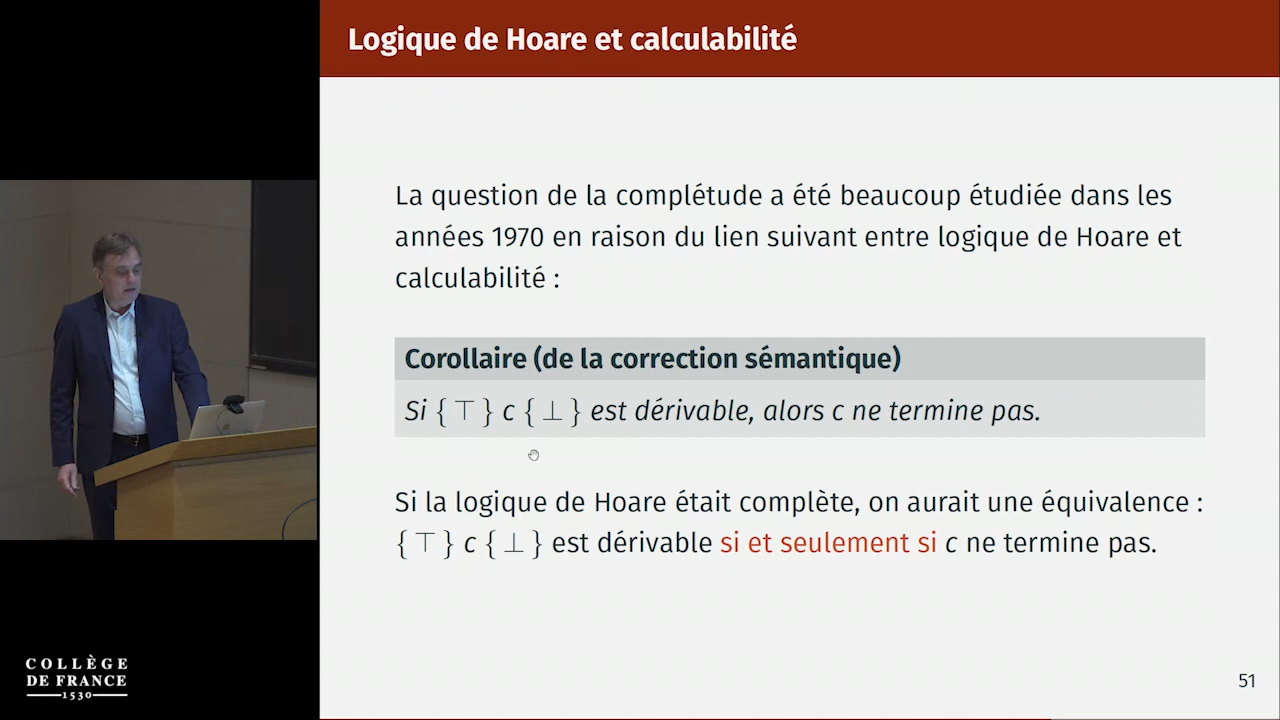 Logique de Hoare et calculabilité
La question de la complétude a été beaucoup étudiée dans les
années 1970 en raison du lien suivant entre logique de Hoare et
calculabilité :
Corollaire (de la correction sémantique)
Si { ⊤ } c { ⊥ } est dérivable, alors c ne termine pas.
Si la logique de Hoare était complète, on aurait une équivalence :
{ ⊤ } c { ⊥ } est dérivable si et seulement si c ne termine pas.
COLLÈGE
DE FRANCE
1530
51